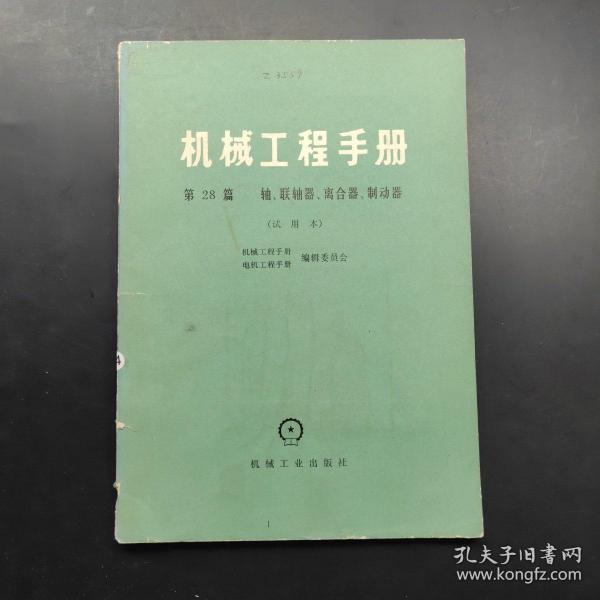 Z 3559
机械工程手册
第 28 篇 轴、联轴器、离合器、制动器
（试用本）
机械工程手册
电机工程手册 编辑委员会
机械工业出版社
1
孔夫子旧书网
www.kongfz.com